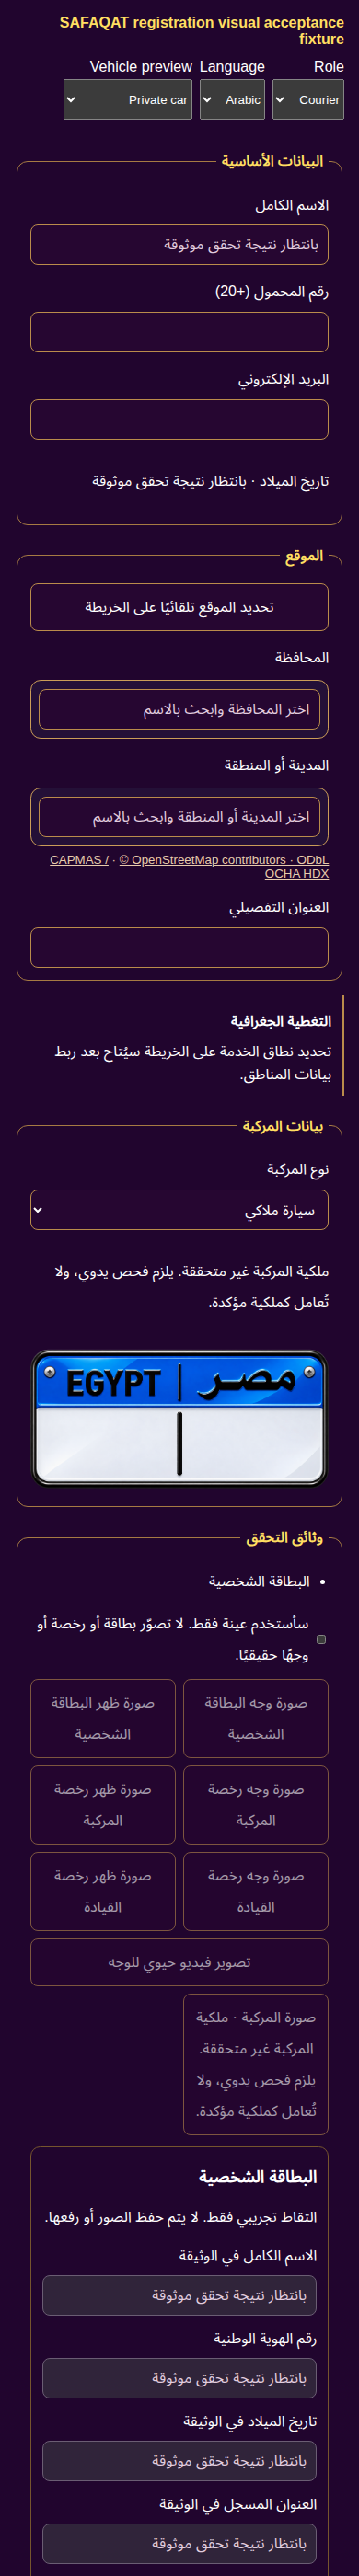 SAFAQAT registration visual acceptance
fixture
Role
Language
Vehicle preview
Courier
Arabic
Private car
البيانات الأساسية
الاسم الكامل
بانتظار نتيجة تحقق موثوقة
رقم المحمول (+20)
البريد الإلكتروني
تاريخ الميلاد · بانتظار نتيجة تحقق موثوقة
الموقع
تحديد الموقع تلقائيًا على الخريطة
المحافظة
اختر المحافظة وابحث بالاسم
المدينة أو المنطقة
اختر المدينة أو المنطقة وابحث بالاسم
CAPMAS / · © OpenStreetMap contributors · ODbL
OCHA HDX
العنوان التفصيلي
التغطية الجغرافية
تحديد نطاق الخدمة على الخريطة سيُتاح بعد ربط
بيانات المناطق.
بيانات المركبة
نوع المركبة
سيارة ملاكي
ملكية المركبة غير متحققة. يلزم فحص يدوي، ولا
تُعامل كملكية مؤكدة.
EGYPT | مصر
وثائق التحقق
• البطاقة الشخصية
سأستخدم عينة فقط. لا تصوّر بطاقة أو رخصة أو
وجهًا حقيقيًا.
صورة وجه البطاقة
الشخصية
صورة ظهر البطاقة
الشخصية
صورة وجه رخصة
المركبة
صورة ظهر رخصة
المركبة
صورة وجه رخصة
القيادة
صورة ظهر رخصة
القيادة
تصوير فيديو حيوي للوجه
صورة المركبة · ملكية
المركبة غير متحققة.
يلزم فحص يدوي، ولا
تُعامل كملكية مؤكدة.
البطاقة الشخصية
التقاط تجريبي فقط. لا يتم حفظ الصور أو رفعها.
الاسم الكامل في الوثيقة
بانتظار نتيجة تحقق موثوقة
رقم الهوية الوطنية
بانتظار نتيجة تحقق موثوقة
تاريخ الميلاد في الوثيقة
بانتظار نتيجة تحقق موثوقة
العنوان المسجل في الوثيقة
بانتظار نتيجة تحقق موثوقة